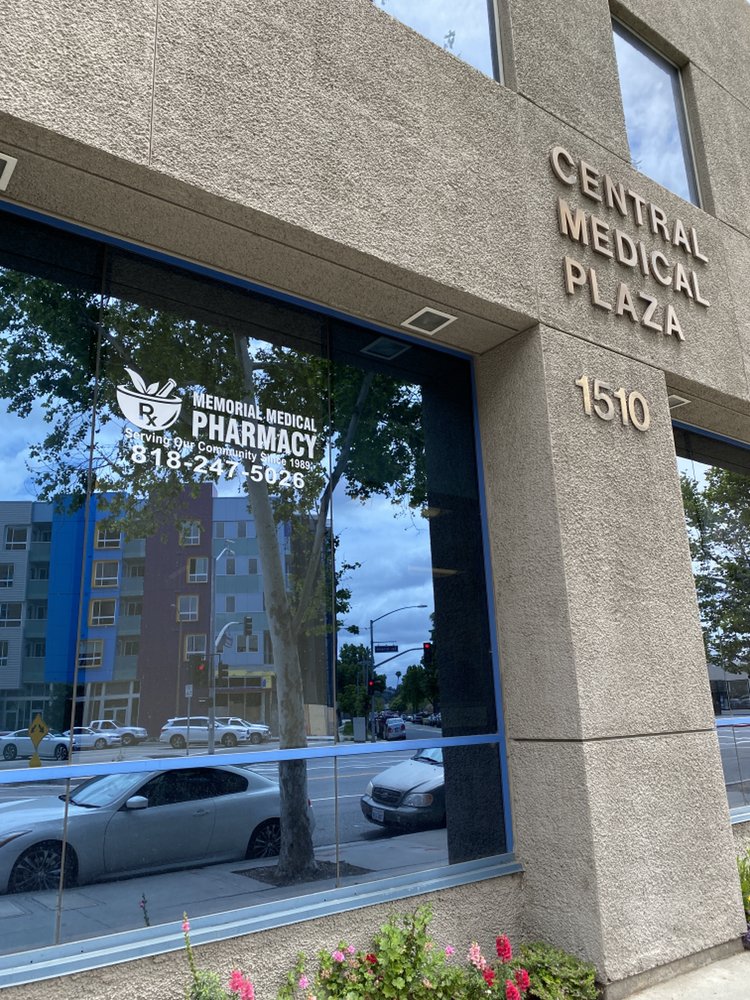 CENTRAL
MEDICAL
PLAZA
1510
Rx
MEMORIAL MEDICAL
PHARMACY
Serving Our Community Since 1989
818-247-5026